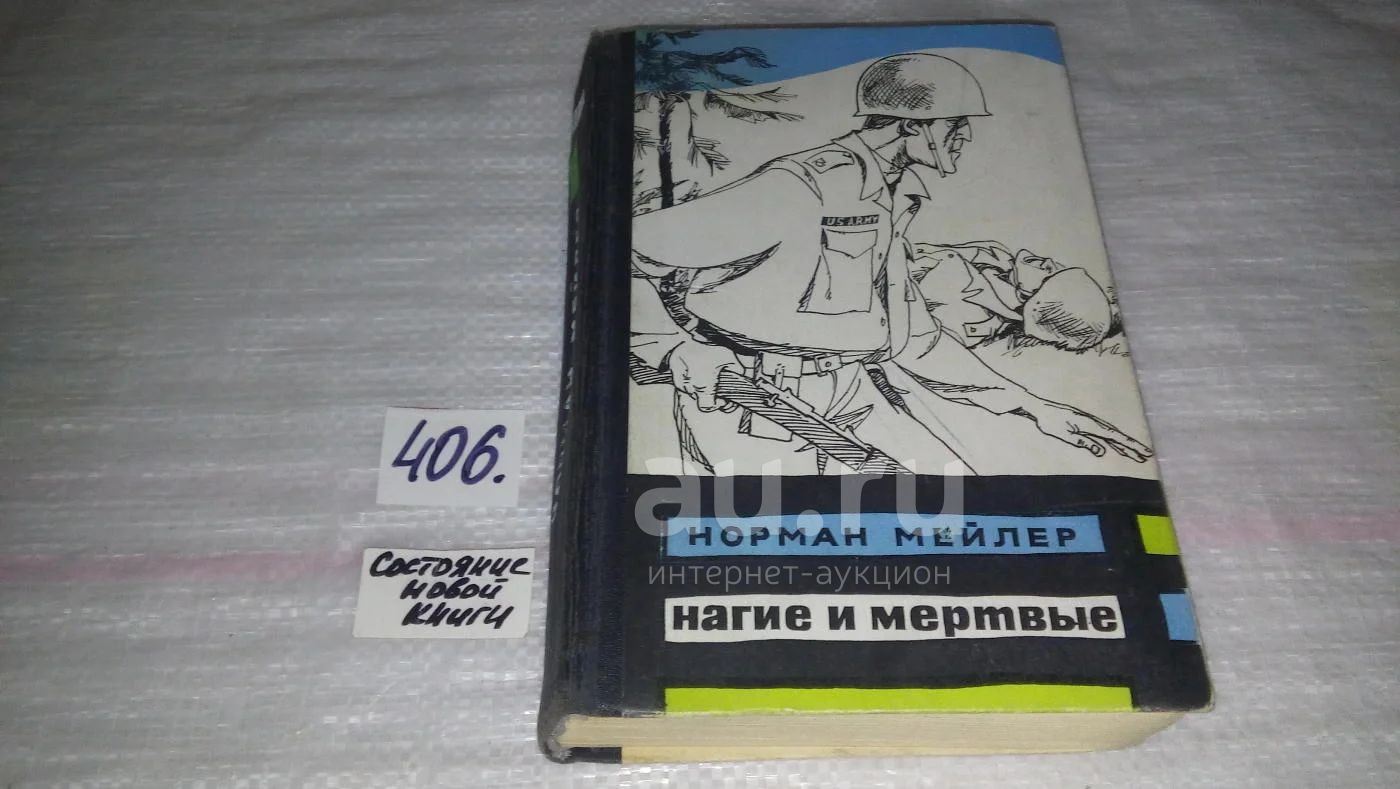 US ARMY
au.ru
НОРМАН МЕЙЛЕР
интернет-аукцион
нагие и мертвые
406.
Состояние
новой
книги